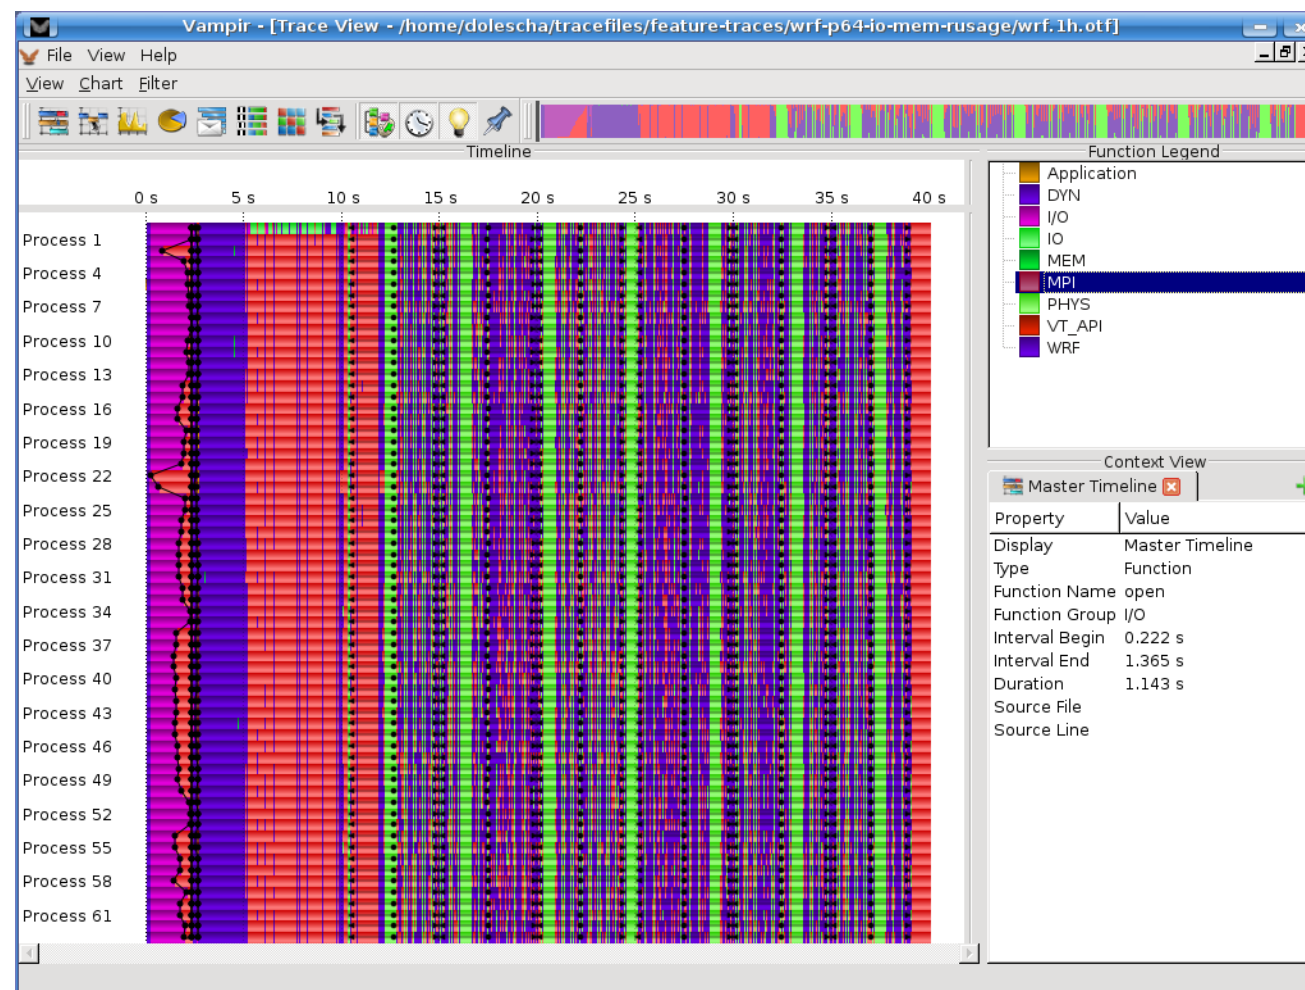 Vampir - [Trace View - /home/dolescha/tracefiles/feature-traces/wrf-p64-io-mem-rusage/wrf.1h.otf]
File View Help
View Chart Filter
Timeline
0 s 5 s 10 s 15 s 20 s 25 s 30 s 35 s 40 s
Process 1
Process 4
Process 7
Process 10
Process 13
Process 16
Process 19
Process 22
Process 25
Process 28
Process 31
Process 34
Process 37
Process 40
Process 43
Process 46
Process 49
Process 52
Process 55
Process 58
Process 61
Function Legend
Application
DYN
I/O
IO
MEM
MPI
PHYS
VT_API
WRF
Context View
Master Timeline
Property Value
Display Master Timeline
Type Function
Function Name open
Function Group I/O
Interval Begin 0.222 s
Interval End 1.365 s
Duration 1.143 s
Source File
Source Line